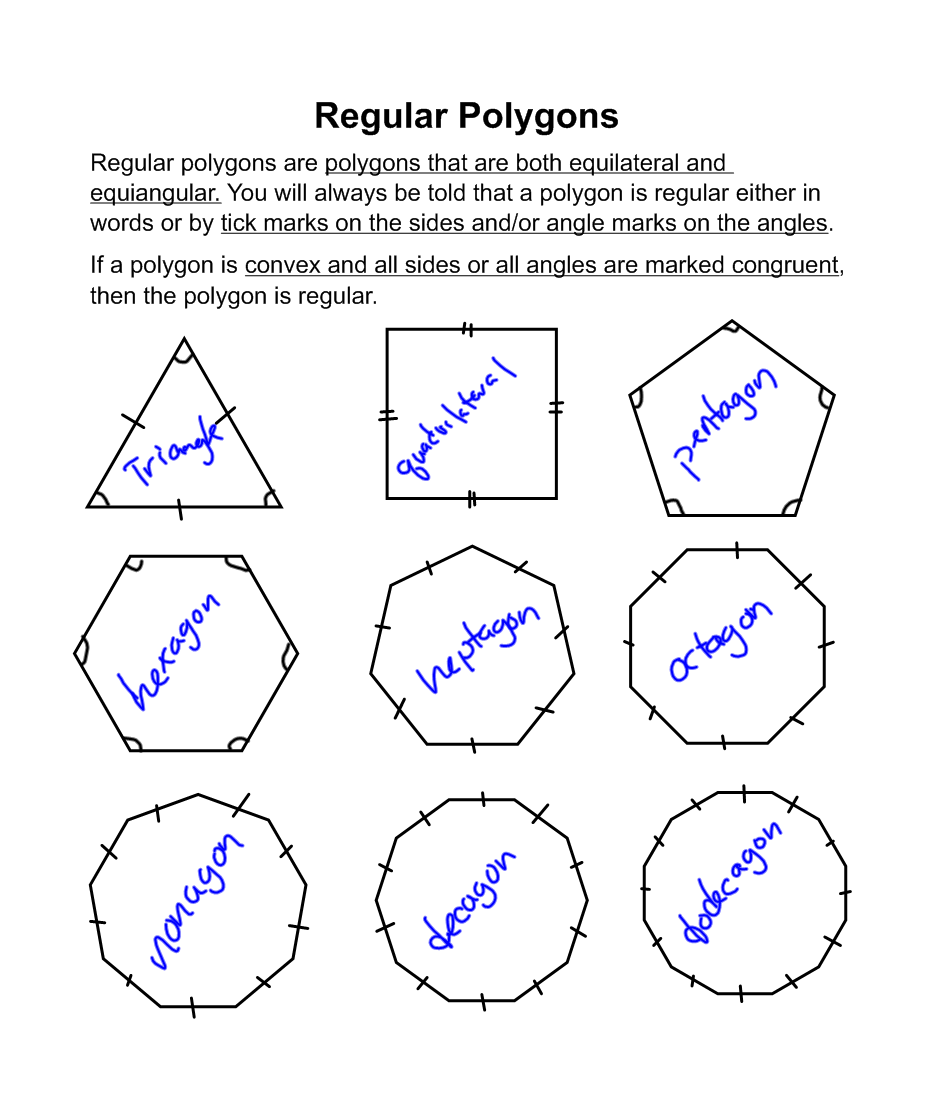 Regular Polygons
Regular polygons are polygons that are both equilateral and
equiangular. You will always be told that a polygon is regular either in
words or by tick marks on the sides and/or angle marks on the angles.
If a polygon is convex and all sides or all angles are marked congruent,
then the polygon is regular.
Triangle
quadrilateral
pentagon
hexagon
heptagon
octagon
nonagon
decagon
dodecagon